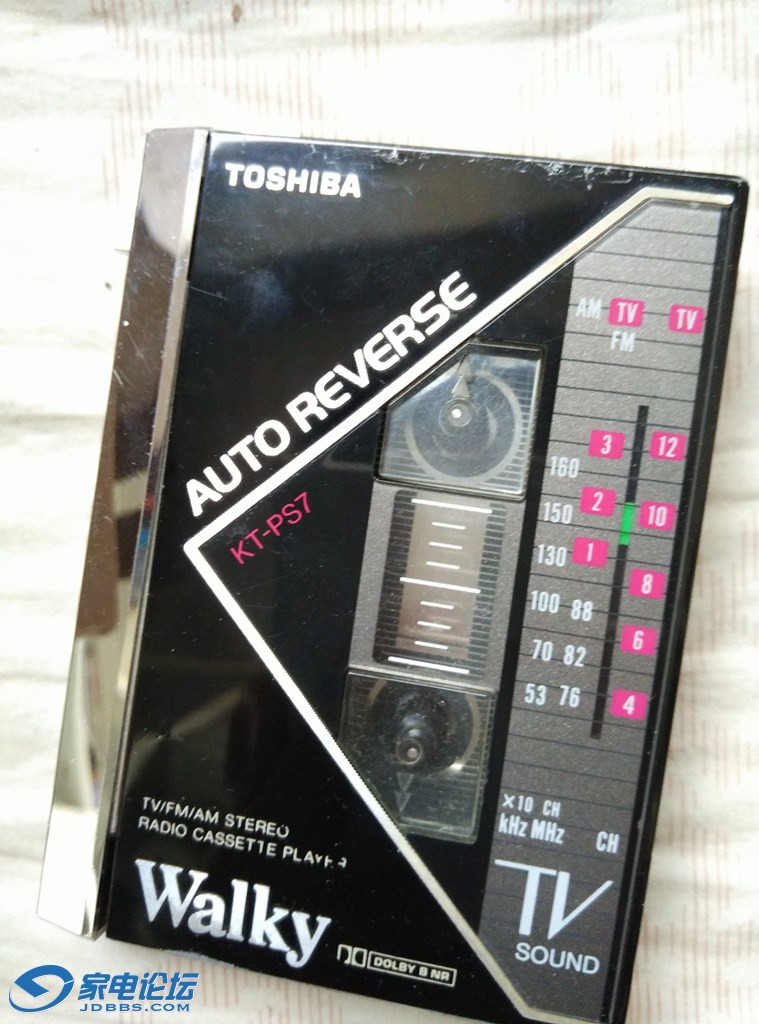 TOSHIBA
AUTO REVERSE
KT-PS7
AM TV TV
FM
3 12
160
2
150 10
130 1
8
100 88
6
70 82
53 76 4
×10 CH
kHz MHz CH
TV
SOUND
TV/FM/AM STEREO
RADIO CASSETTE PLAYER
Walky
DOLBY B NR
家电论坛
JDBBS.COM